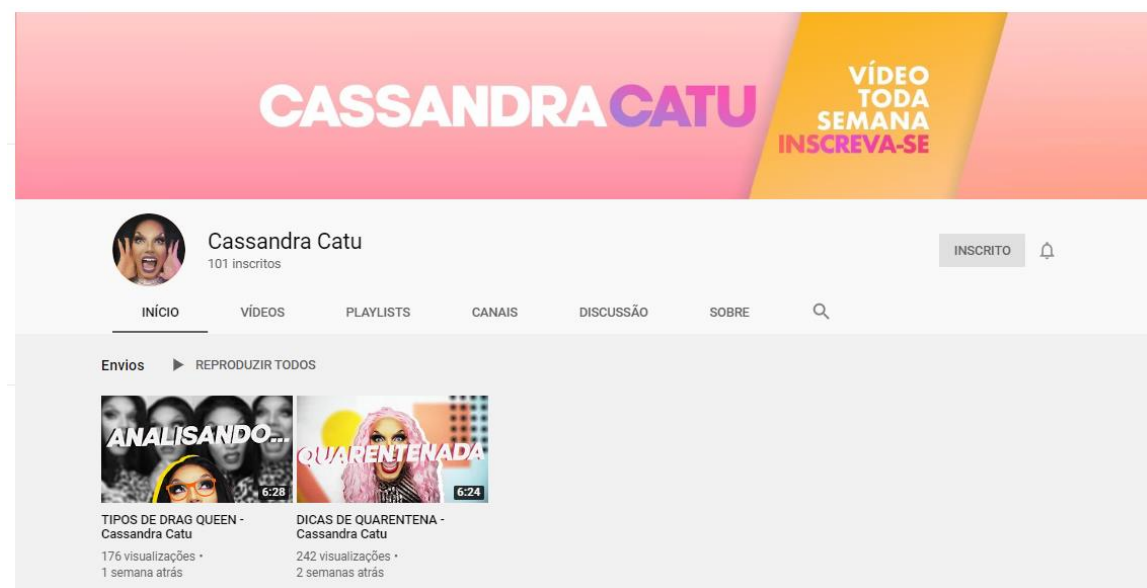 CASSANDRA CATU
VÍDEO
TODA
SEMANA
INSCREVA-SE
Cassandra Catu
101 inscritos
INSCRITO
INÍCIO VÍDEOS PLAYLISTS CANAIS DISCUSSÃO SOBRE
Envios REPRODUZIR TODOS
ANALISANDO...
6:28
QUARENTENADA
6:24
TIPOS DE DRAG QUEEN -
Cassandra Catu
176 visualizações •
1 semana atrás
DICAS DE QUARENTENA -
Cassandra Catu
242 visualizações •
2 semanas atrás